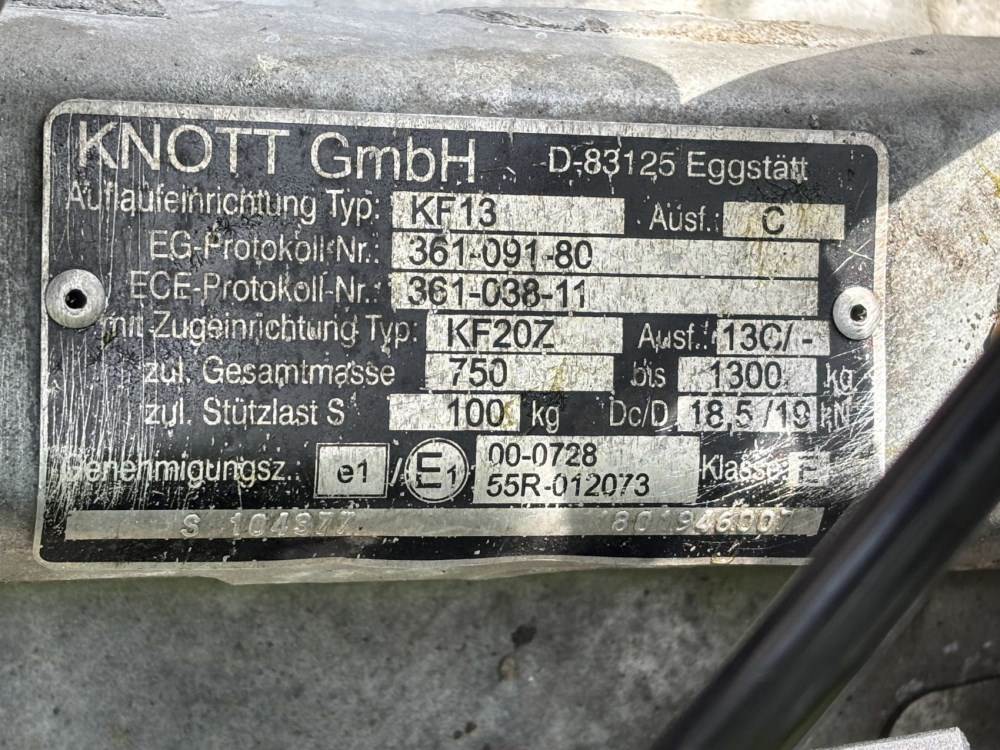 KNOTT GmbH D-83125 Eggstätt
Auflaufeinrichtung Typ: KF13 Ausf.: C
EG-Protokoll-Nr.: 361-091-80
ECE-Protokoll-Nr.: 361-038-11
mit Zugeinrichtung Typ: KF20Z Ausf.: 13C/-
zul. Gesamtmasse 750 bis 1300 kg
zul. Stützlast S 100 kg Dc/D 18,5/19 kN
Genehmigungsz.: e1 / E1 00-0728
55R-012073 Klasse: E
S 104977 801946007